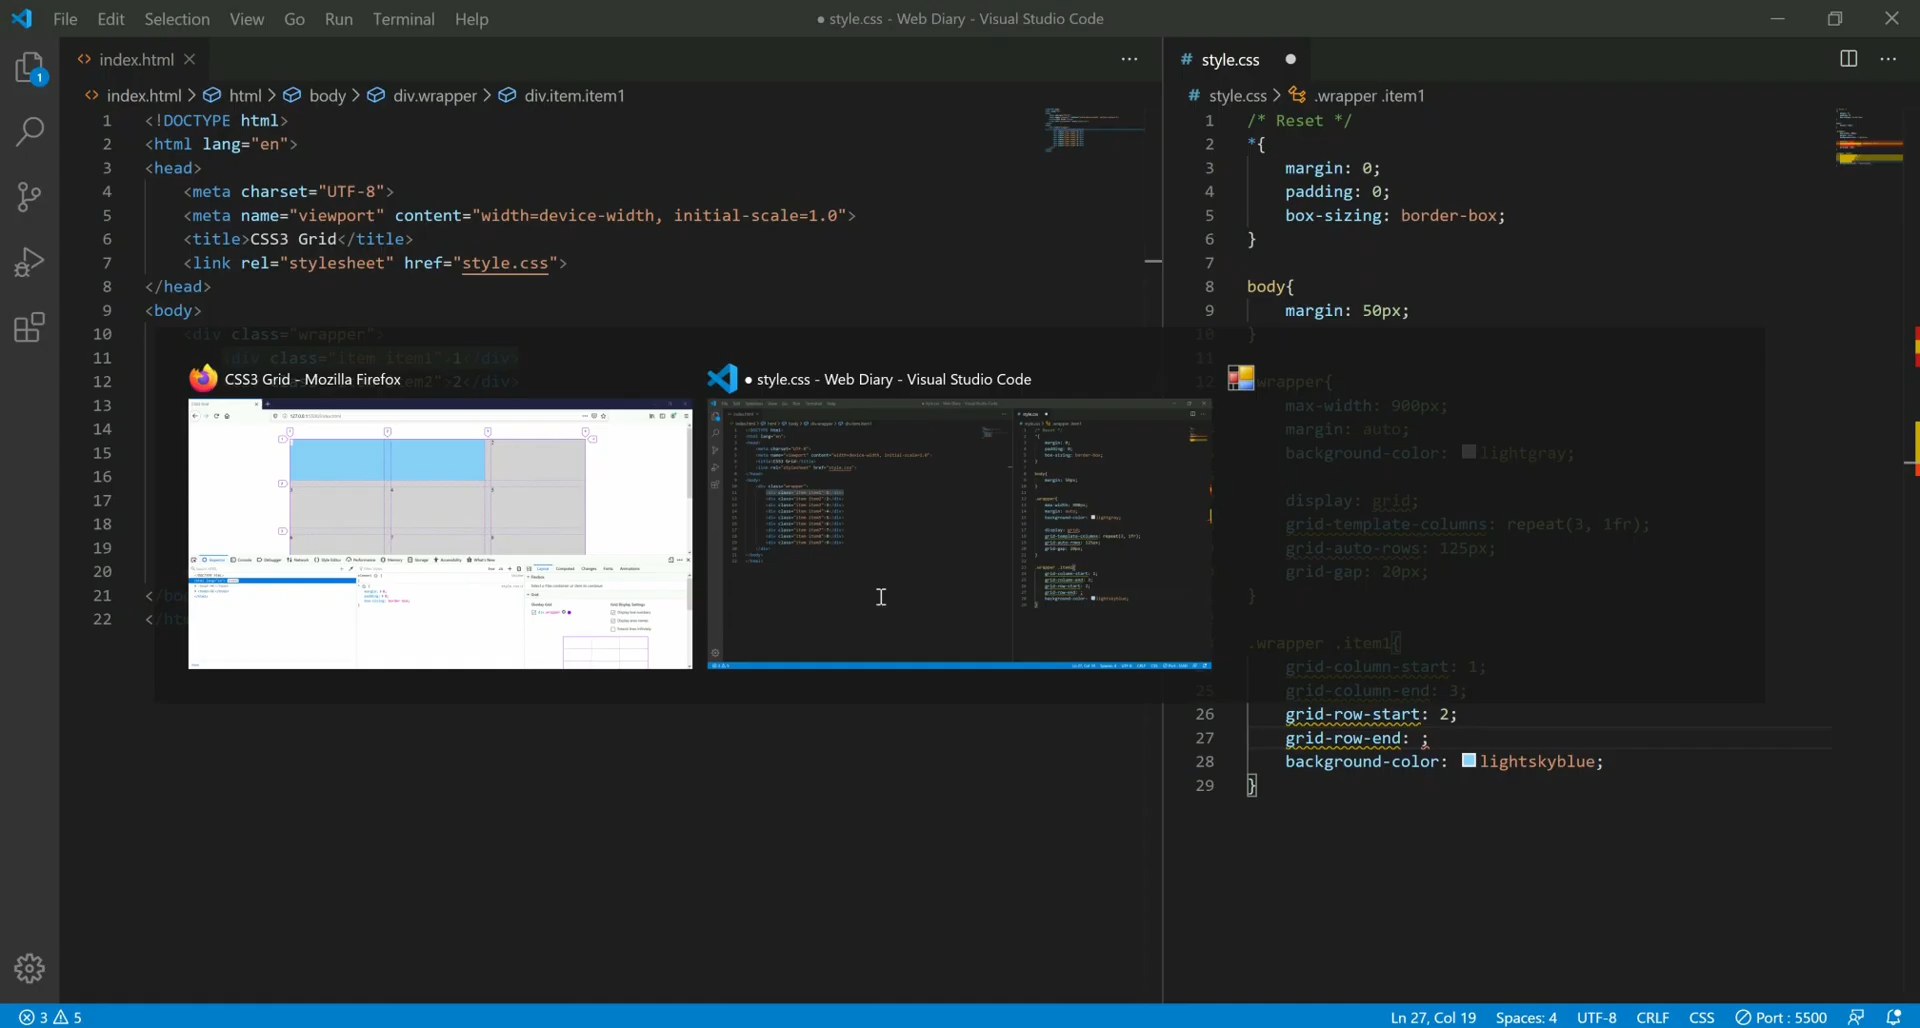 File Edit Selection View Go Run Terminal Help
● style.css - Web Diary - Visual Studio Code
index.html
index.html > html > body > div.wrapper > div.item.item1
1 <!DOCTYPE html>
2 <html lang="en">
3 <head>
4 <meta charset="UTF-8">
5 <meta name="viewport" content="width=device-width, initial-scale=1.0">
6 <title>CSS3 Grid</title>
7 <link rel="stylesheet" href="style.css">
8 </head>
9 <body>
10 <div class="wrapper">
11 <div class="item item1">1</div>
12 item2">2</div>
13
14
15
16
17
18
19
20
21 </bo
22 </ht
# style.css ●
# style.css > .wrapper .item1
1 /* Reset */
2 *{
3 margin: 0;
4 padding: 0;
5 box-sizing: border-box;
6 }
7
8 body{
9 margin: 50px;
10 }
11
12 wrapper{
max-width: 900px;
margin: auto;
background-color: lightgray;
display: grid;
grid-template-columns: repeat(3, 1fr);
grid-auto-rows: 125px;
grid-gap: 20px;
}
.wrapper .item1{
grid-column-start: 1;
25 grid-column-end: 3;
26 grid-row-start: 2;
27 grid-row-end: ;
28 background-color: lightskyblue;
29 }
CSS3 Grid - Mozilla Firefox
● style.css - Web Diary - Visual Studio Code
1
3 5
Ln 27, Col 19 Spaces: 4 UTF-8 CRLF CSS Port : 5500